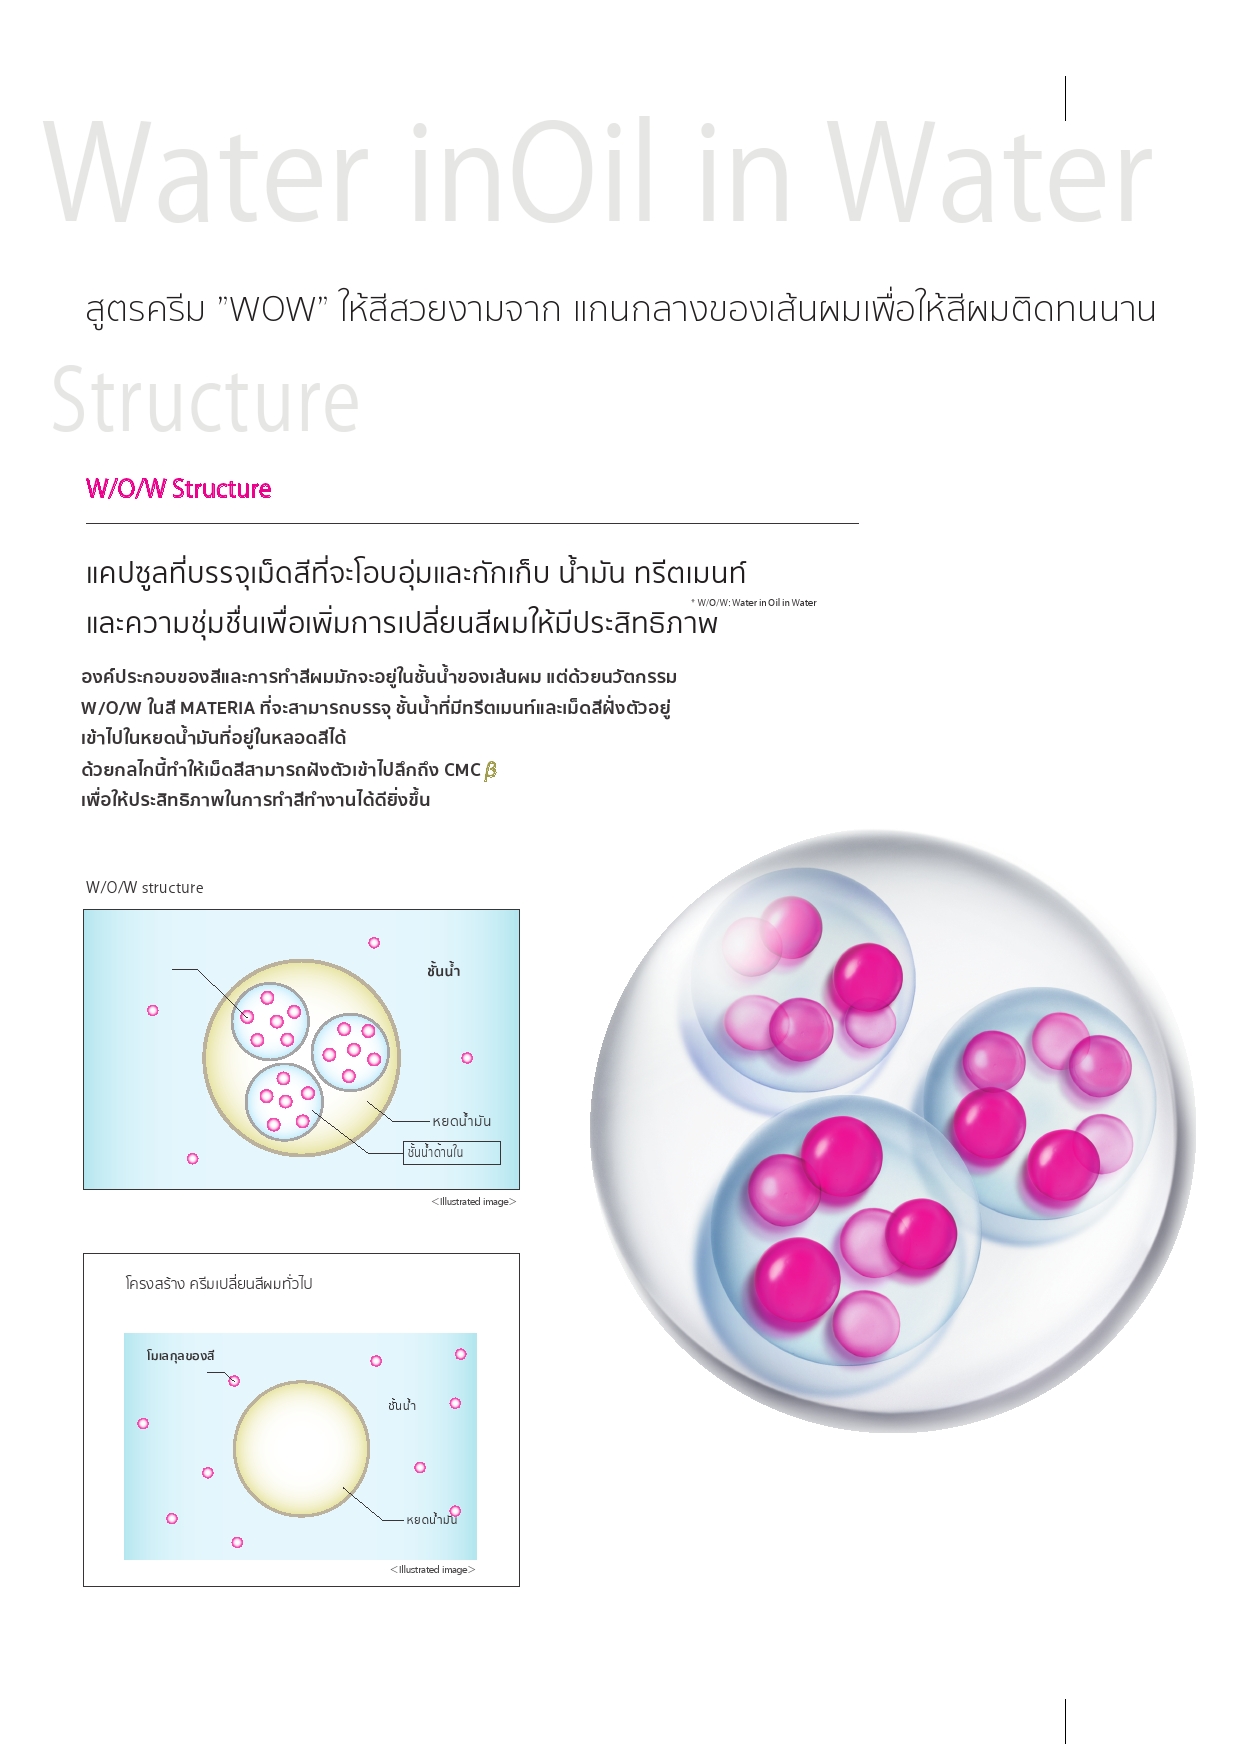 Water inOil in Water
สูตรครีม ”WOW” ให้สีสวยงามจาก แกนกลางของเส้นผมเพื่อให้สีผมติดทนนาน
Structure
W/O/W Structure
แคปซูลที่บรรจุเม็ดสีที่จะโอบอุ่มและกักเก็บ น้ำมัน ทรีตเมนท์
* W/O/W: Water in Oil in Water
และความชุ่มชื่นเพื่อเพิ่มการเปลี่ยนสีผมให้มีประสิทธิภาพ
องค์ประกอบของสีและการทำสีผมมักจะอยู่ในชั้นน้ำของเส้นผม แต่ด้วยนวัตกรรม
W/O/W ในสี MATERIA ที่จะสามารถบรรจุ ชั้นน้ำที่มีทรีตเมนท์และเม็ดสีฝั่งตัวอยู่
เข้าไปในหยดน้ำมันที่อยู่ในหลอดสีได้
ด้วยกลไกนี้ทำให้เม็ดสีสามารถฝังตัวเข้าไปลึกถึง CMC β
เพื่อให้ประสิทธิภาพในการทำสีทำงานได้ดียิ่งขึ้น
W/O/W structure
ชั้นน้ำ
หยดน้ำมัน
ชั้นน้ำด้านใน
<Illustrated image>
โครงสร้าง ครีมเปลี่ยนสีผมทั่วไป
โมเลกุลของสี
ชั้นน้ำ
หยดน้ำมัน
<Illustrated image>